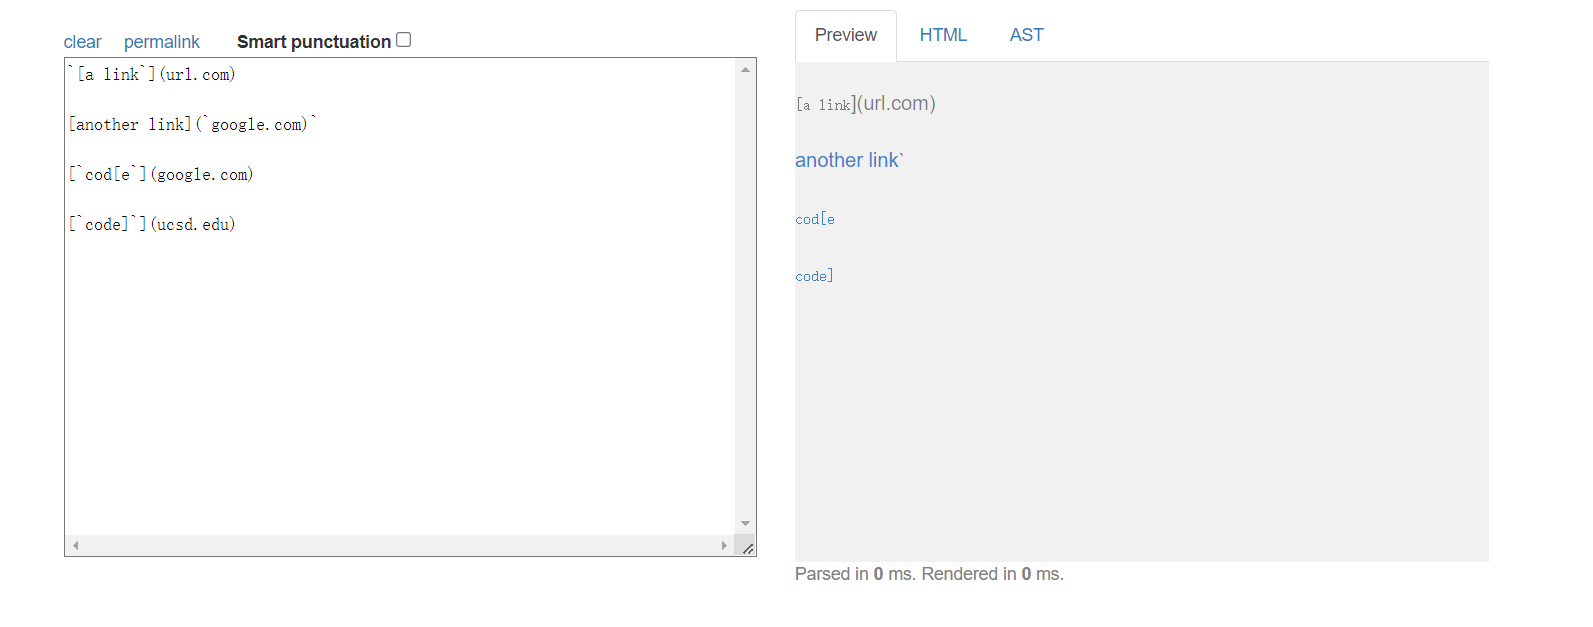 clear permalink Smart punctuation
`[a link`](url.com)
[another link](`google.com)`
[`cod[e`](google.com)
[`code]`](ucsd.edu)
Preview HTML AST
[a link](url.com)
another link`
cod[e
code]
Parsed in 0 ms. Rendered in 0 ms.